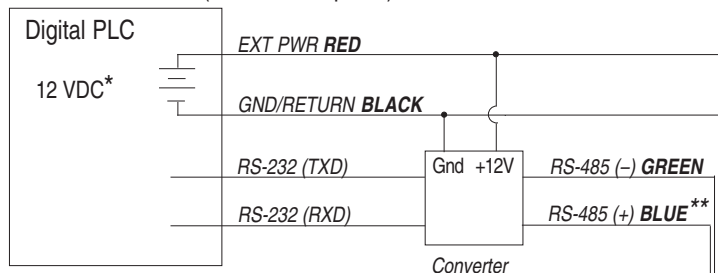 Digital PLC
EXT PWR RED
12 VDC*
GND/RETURN BLACK
RS-232 (TXD)
Gnd +12V
RS-485 (–) GREEN
RS-232 (RXD)
RS-485 (+) BLUE**
Converter